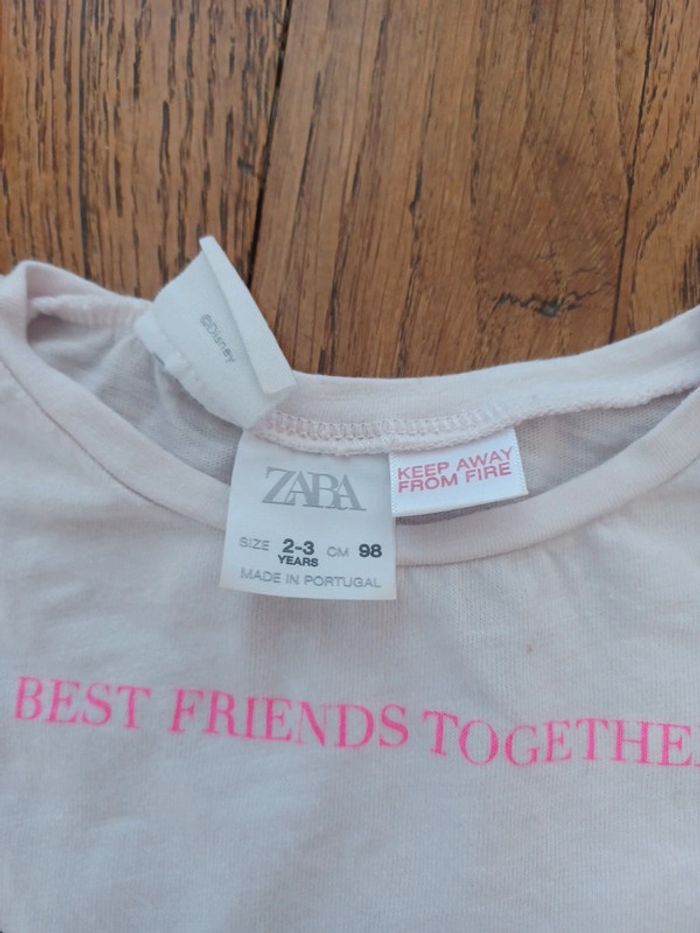 ©Disney
ZARA
KEEP AWAY
FROM FIRE
SIZE 2-3 CM 98
YEARS
MADE IN PORTUGAL
BEST FRIENDS TOGETHE